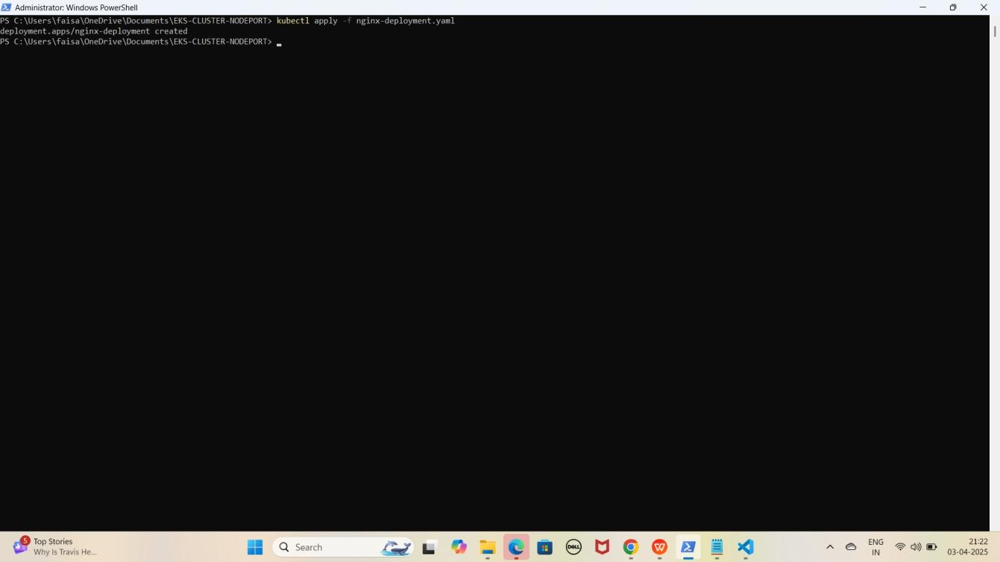 Administrator: Windows PowerShell
PS C:\Users\faisa\OneDrive\Documents\EKS-CLUSTER-NODEPORT> kubectl apply -f nginx-deployment.yaml
deployment.apps/nginx-deployment created
PS C:\Users\faisa\OneDrive\Documents\EKS-CLUSTER-NODEPORT>
5
Top Stories
Why Is Travis He...
Search
DELL
W
ENG
IN
21:22
03-04-2025